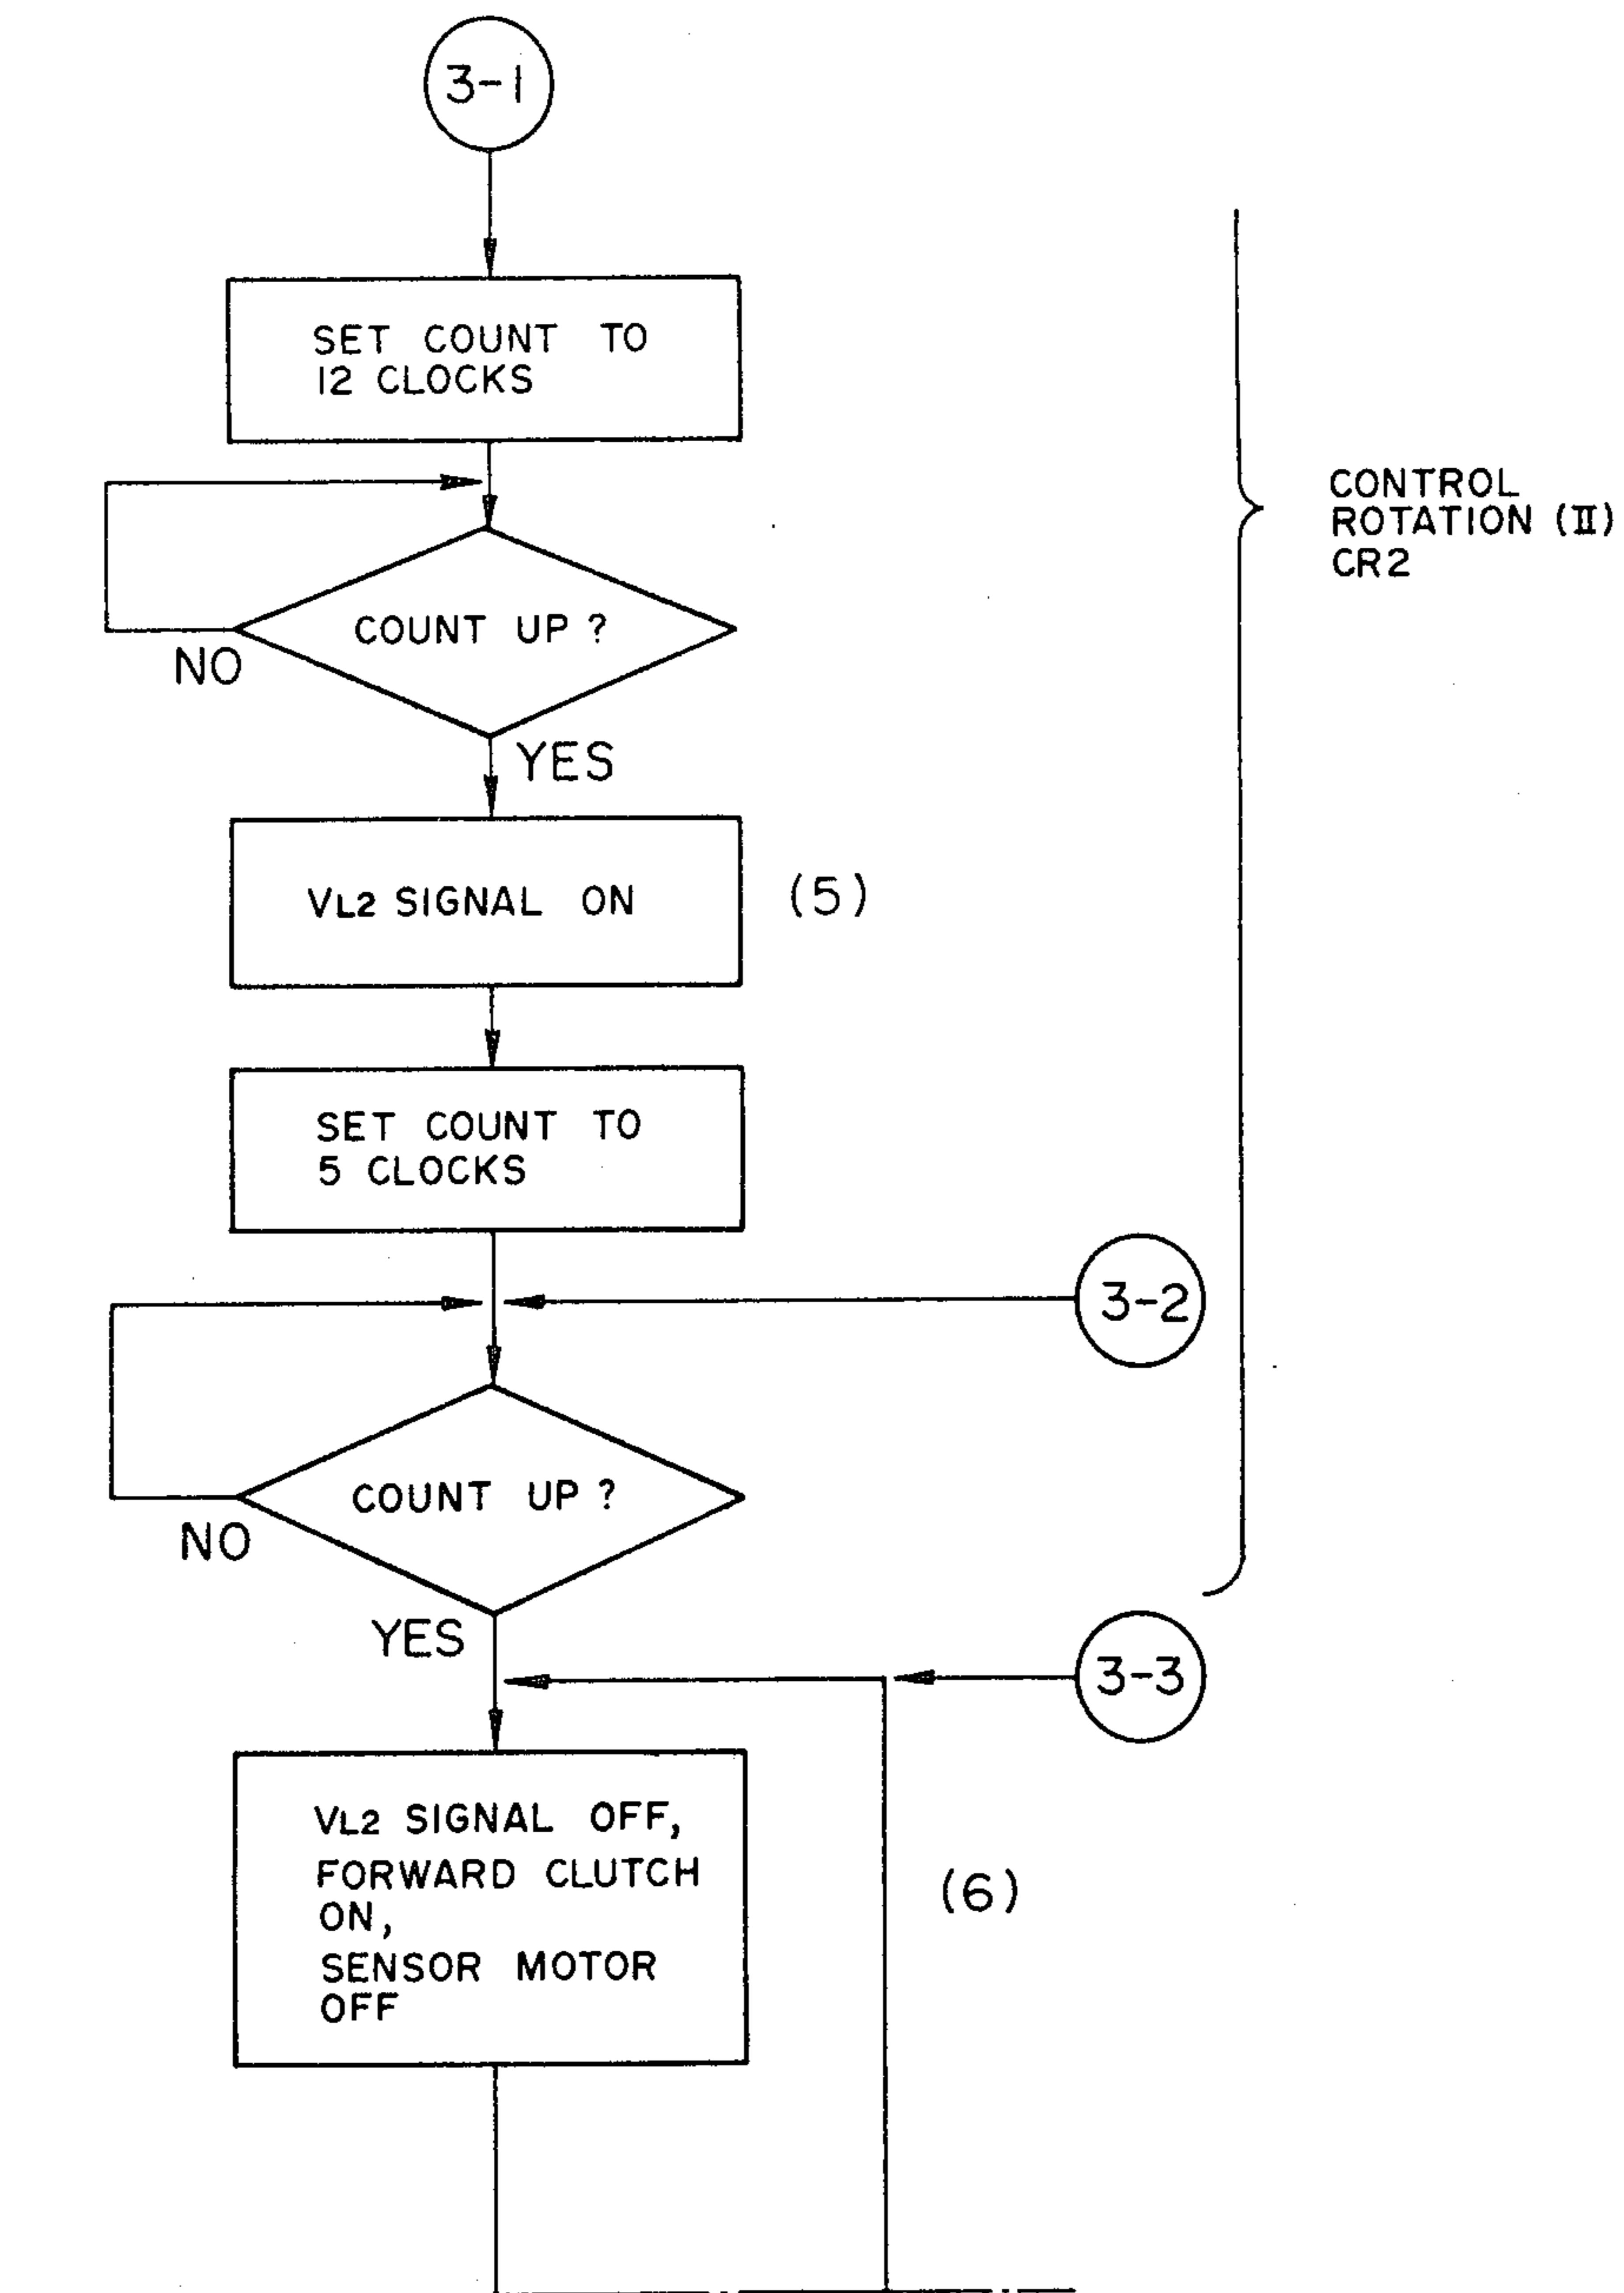 3-1
SET COUNT TO
12 CLOCKS
CONTROL
ROTATION (II)
CR2
COUNT UP ?
NO
YES
VL2 SIGNAL ON
(5)
SET COUNT TO
5 CLOCKS
3-2
COUNT UP ?
NO
YES
3-3
VL2 SIGNAL OFF,
FORWARD CLUTCH
ON,
SENSOR MOTOR
OFF
(6)